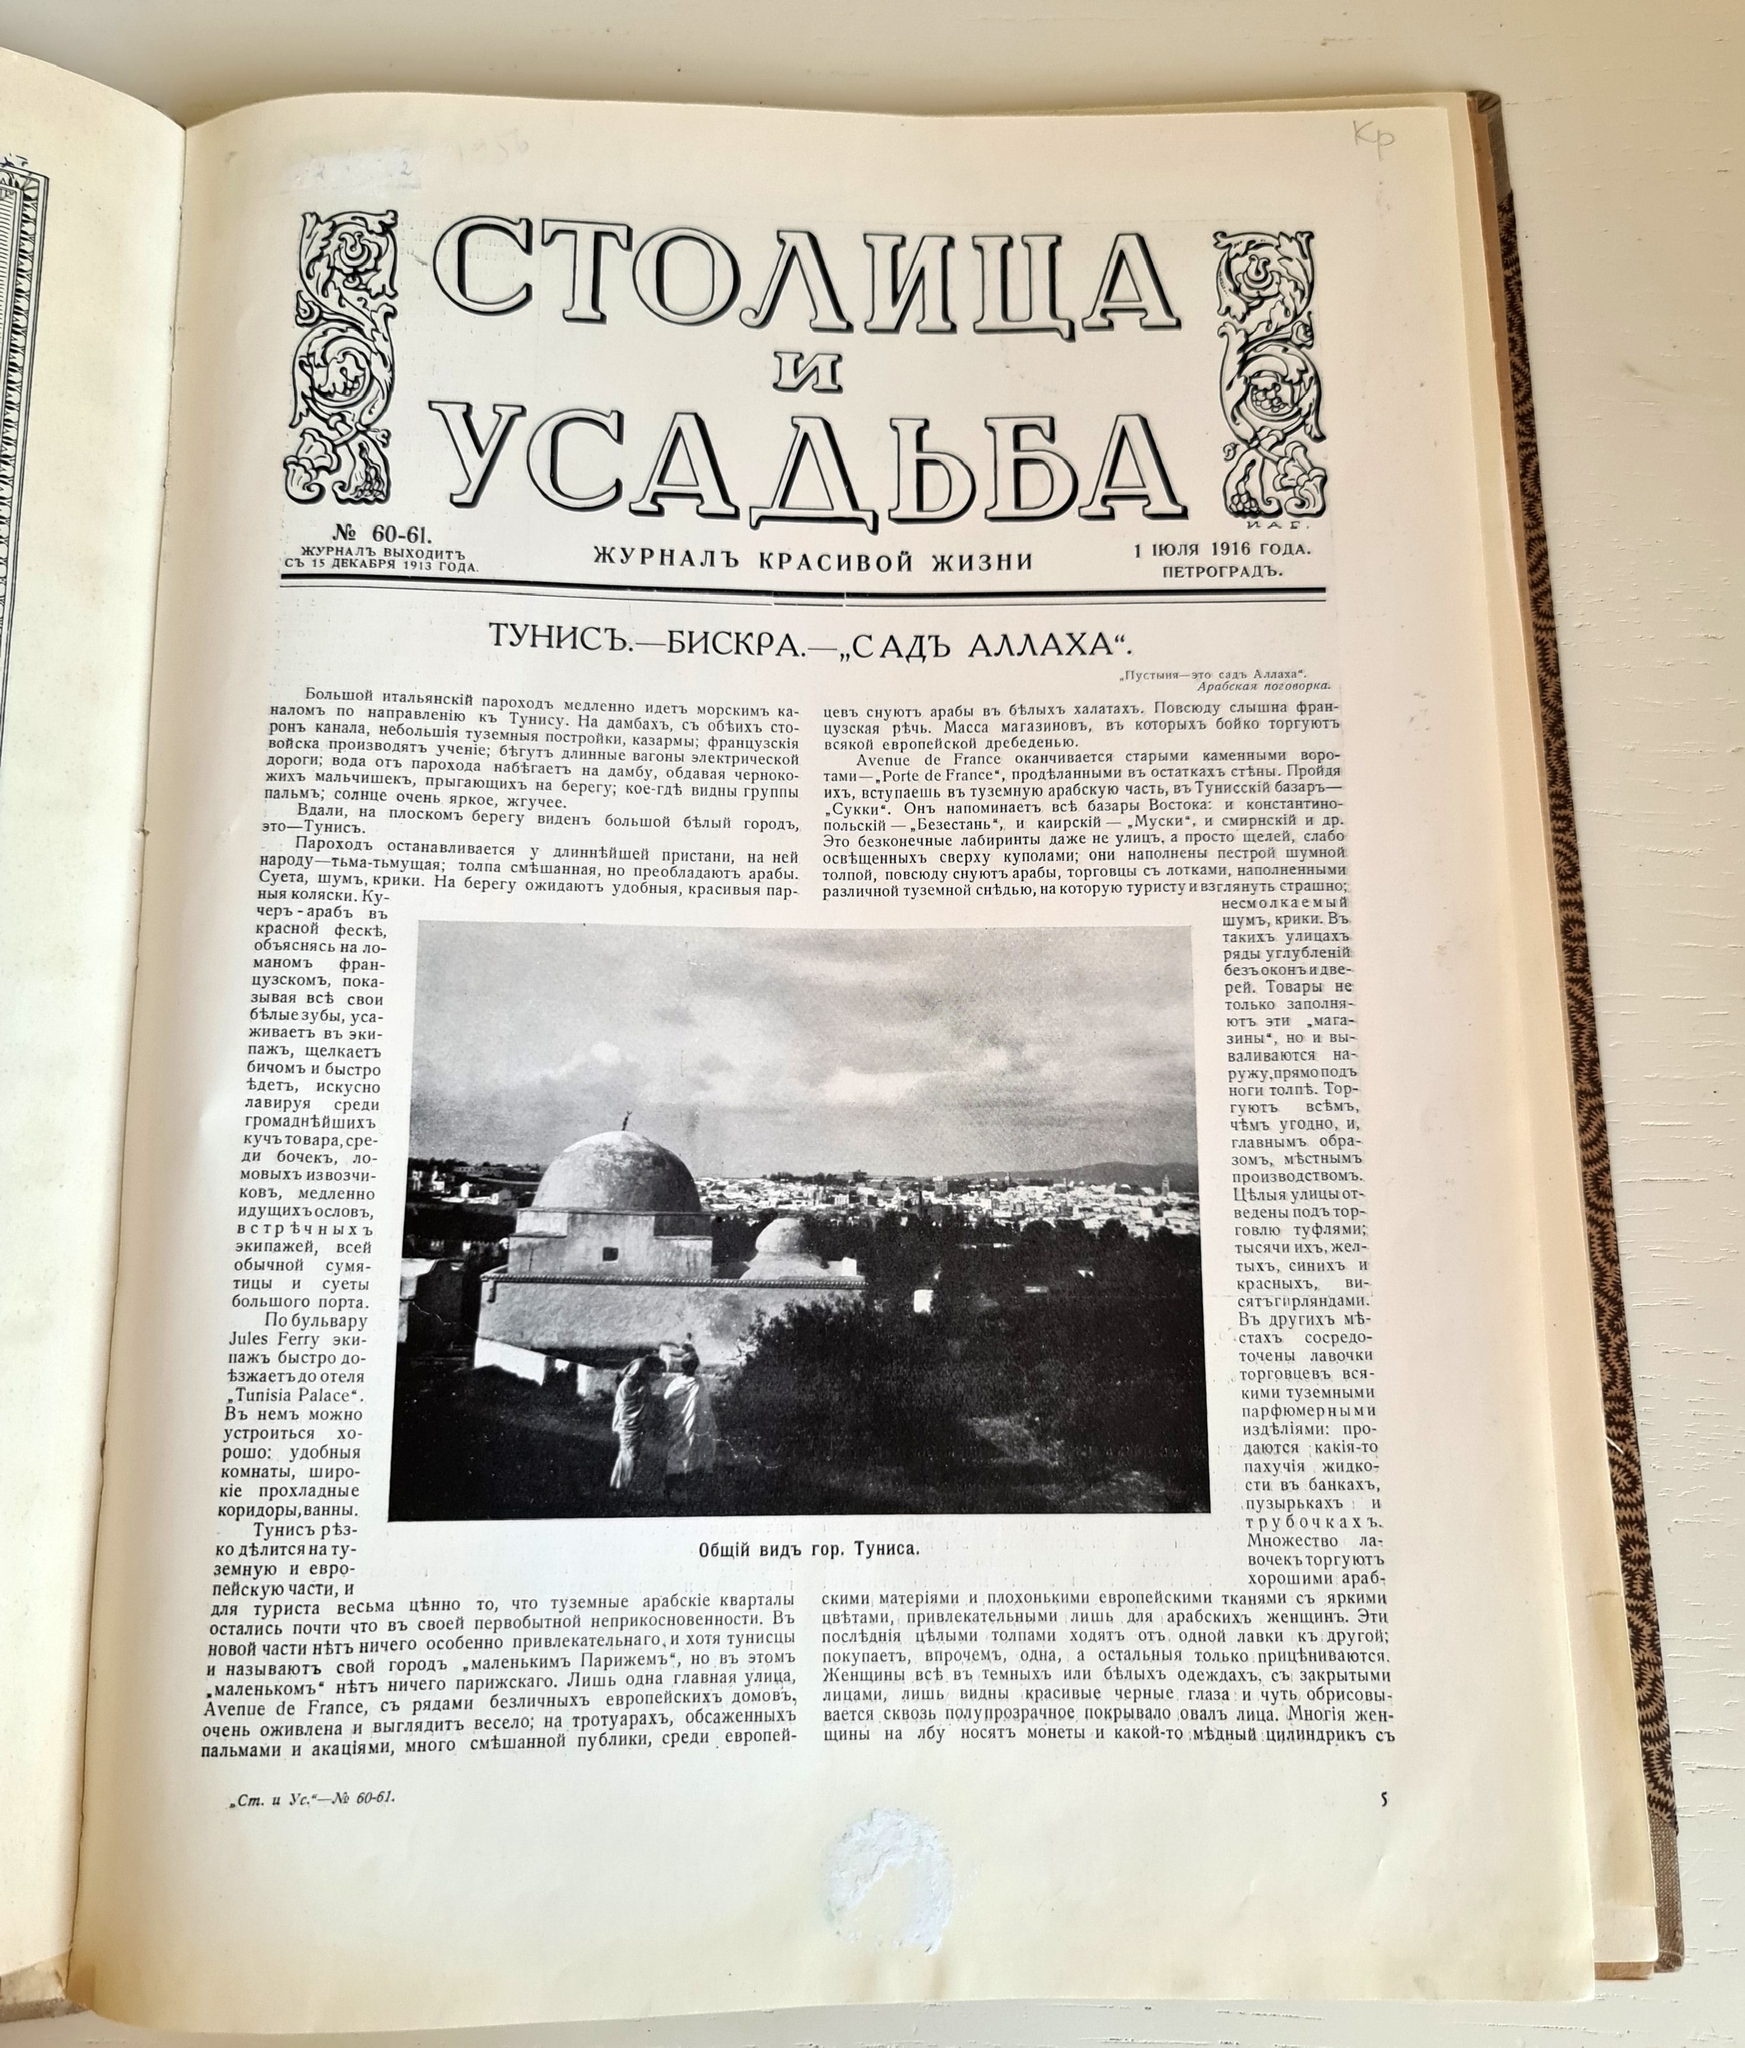 Кр
СТОЛИЦА
и
УСАДЬБА
№ 60-61.
ЖУРНАЛЪ ВЫХОДИТЪ
СЪ 15 ДЕКАБРЯ 1913 ГОДА.
ЖУРНАЛЪ КРАСИВОЙ ЖИЗНИ
1 ІЮЛЯ 1916 ГОДА.
ПЕТРОГРАДЪ.
И.А.Б.
ТУНИСЪ.—БИСКРА.—„САДЪ АЛЛАХА“.
„Пустыня—это садъ Аллаха“.
Арабская поговорка.
Большой итальянскій пароходъ медленно идетъ морскимъ ка-
наломъ по направленію къ Тунису. На дамбахъ, съ обѣихъ сто-
ронъ канала, небольшія туземныя постройки, казармы; французскія
войска производятъ ученіе; бѣгутъ длинные вагоны электрической
дороги; вода отъ парохода набѣгаетъ на дамбу, обдавая черноко-
жихъ мальчишекъ, прыгающихъ на берегу; кое-гдѣ видны группы
пальмъ; солнце очень яркое, жгучее.
Вдали, на плоскомъ берегу виденъ большой бѣлый городъ,
это—Тунисъ.
Пароходъ останавливается у длиннѣйшей пристани, на ней
народу—тьма-тьмущая; толпа смѣшанная, но преобладаютъ арабы.
Суета, шумъ, крики. На берегу ожидаютъ удобныя, красивыя пар-
ныя коляски. Ку-
черъ-арабъ въ
красной фескѣ,
объяснясь на ло-
маномъ фран-
цузскомъ, пока-
зывая всѣ свои
бѣлые зубы, уса-
живаетъ въ эки-
пажъ, щелкаетъ
бичомъ и быстро
ѣдетъ, искусно
лавируя среди
громаднѣйшихъ
кучъ товара, сре-
ди бочекъ, ло-
мовыхъ извозчи-
ковъ, медленно
идущихъ ословъ,
встрѣчныхъ
экипажей, всей
обычной сумя-
тицы и суеты
большого порта.
По бульвару
Jules Ferry эки-
пажъ быстро до-
ѣзжаетъ до отеля
„Tunisia Palace“.
Въ немъ можно
устроиться хо-
рошо: удобныя
комнаты, широ-
кіе прохладные
коридоры, ванны.
Тунисъ рѣз-
ко дѣлится на ту-
земную и евро-
пейскую части, и
для туриста весьма цѣнно то, что туземные арабскіе кварталы
остались почти что въ своей первобытной неприкосновенности. Въ
новой части нѣтъ ничего особенно привлекательнаго, и хотя тунисцы
и называютъ свой городъ „маленькимъ Парижемъ“, но въ этомъ
„маленькомъ“ нѣтъ ничего парижскаго. Лишь одна главная улица,
Avenue de France, съ рядами безличныхъ европейскихъ домовъ,
очень оживлена и выглядитъ весело; на тротуарахъ, обсаженныхъ
пальмами и акаціями, много смѣшанной публики, среди европей-
цевъ снуютъ арабы въ бѣлыхъ халатахъ. Повсюду слышна фран-
цузская рѣчь. Масса магазиновъ, въ которыхъ бойко торгуютъ
всякой европейской дребеденью.
Avenue de France оканчивается старыми каменными воро-
тами—„Porte de France“, продѣланными въ остаткахъ стѣны. Пройдя
ихъ, вступаешь въ туземную арабскую часть, въ Тунисскій базаръ—
„Сукки“. Онъ напоминаетъ всѣ базары Востока: и константино-
польскій — „Безестань“, и каирскій — „Муски“, и смирнскій и др.
Это безконечные лабиринты даже не улицъ, а просто щелей, слабо
освѣщенныхъ сверху куполами; они наполнены пестрой шумной
толпой, повсюду снуютъ арабы, торговцы съ лотками, наполненными
различной туземной снѣдью, на которую туристу и взглянуть страшно;
несмолкаемый
шумъ, крики. Въ
такихъ улицахъ
ряды углубленій
безъ оконъ и две-
рей. Товары не
только заполня-
ютъ эти „мага-
зины“, но и вы-
валиваются на-
ружу, прямо подъ
ноги толпѣ. Тор-
гуютъ всѣмъ,
чѣмъ угодно, и,
главнымъ обра-
зомъ, мѣстнымъ
производствомъ.
Цѣлыя улицы от-
ведены подъ тор-
говлю туфлями;
тысячи ихъ, жел-
тыхъ, синихъ и
красныхъ, ви-
сятъ гирляндами.
Въ другихъ мѣ-
стахъ сосредо-
точены лавочки
торговцевъ вся-
кими туземными
парфюмерными
издѣліями: про-
даются какія-то
пахучія жидко-
сти въ банкахъ,
пузырькахъ и
трубочкахъ.
Множество ла-
вочекъ торгуютъ
хорошими араб-
скими матеріями и плохонькими европейскими тканями съ яркими
цвѣтами, привлекательными лишь для арабскихъ женщинъ. Эти
послѣднія цѣлыми толпами ходятъ отъ одной лавки къ другой;
покупаетъ, впрочемъ, одна, а остальныя только прицѣниваются.
Женщины всѣ въ темныхъ или бѣлыхъ одеждахъ, съ закрытыми
лицами, лишь видны красивые черные глаза и чуть обрисовы-
вается сквозь полупрозрачное покрывало овалъ лица. Многія жен-
щины на лбу носятъ монеты и какой-то мѣдный цилиндрикъ съ
Общій видъ гор. Туниса.
„Ст. и Ус.“—№ 60-61.
5